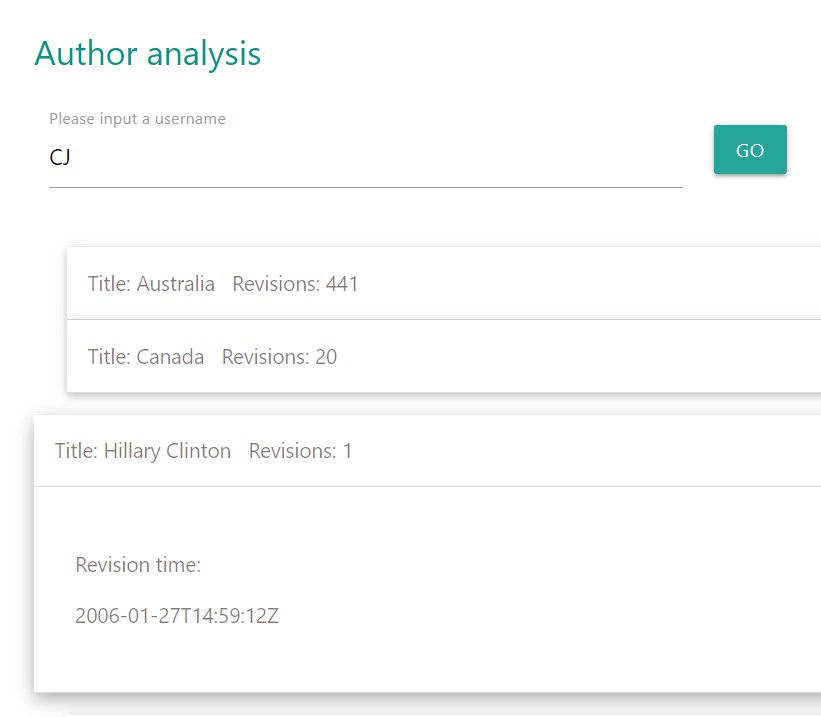 Author analysis
Please input a username
CJ
GO
Title: Australia Revisions: 441
Title: Canada Revisions: 20
Title: Hillary Clinton Revisions: 1
Revision time:
2006-01-27T14:59:12Z